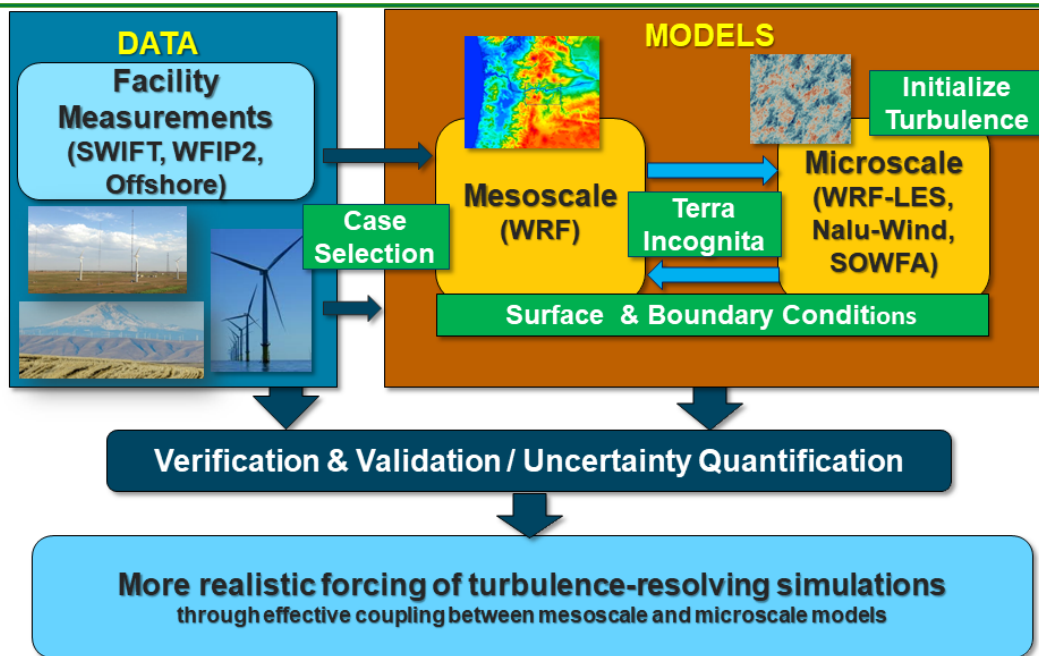 DATA
Facility
Measurements
(SWIFT, WFIP2,
Offshore)
Case
Selection
MODELS
Mesoscale
(WRF)
Terra
Incognita
Initialize
Turbulence
Microscale
(WRF-LES,
Nalu-Wind,
SOWFA)
Surface & Boundary Conditions
Verification & Validation / Uncertainty Quantification
More realistic forcing of turbulence-resolving simulations
through effective coupling between mesoscale and microscale models